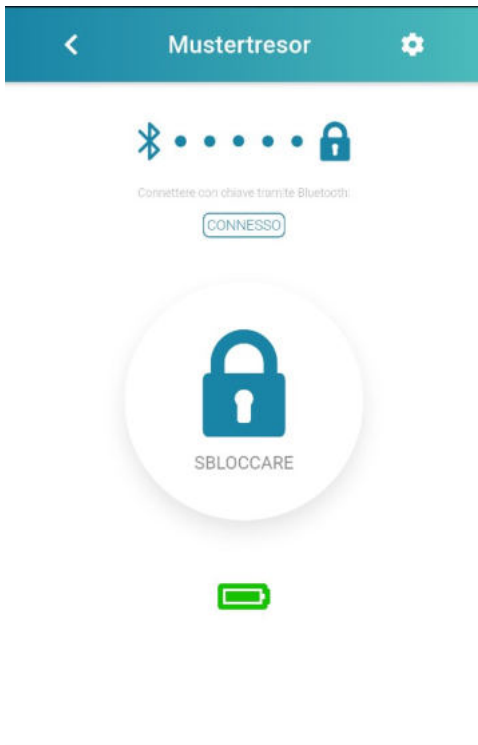 Mustertresor
Connettere con chiave tramite Bluetooth:
CONNESSO
SBLOCCARE